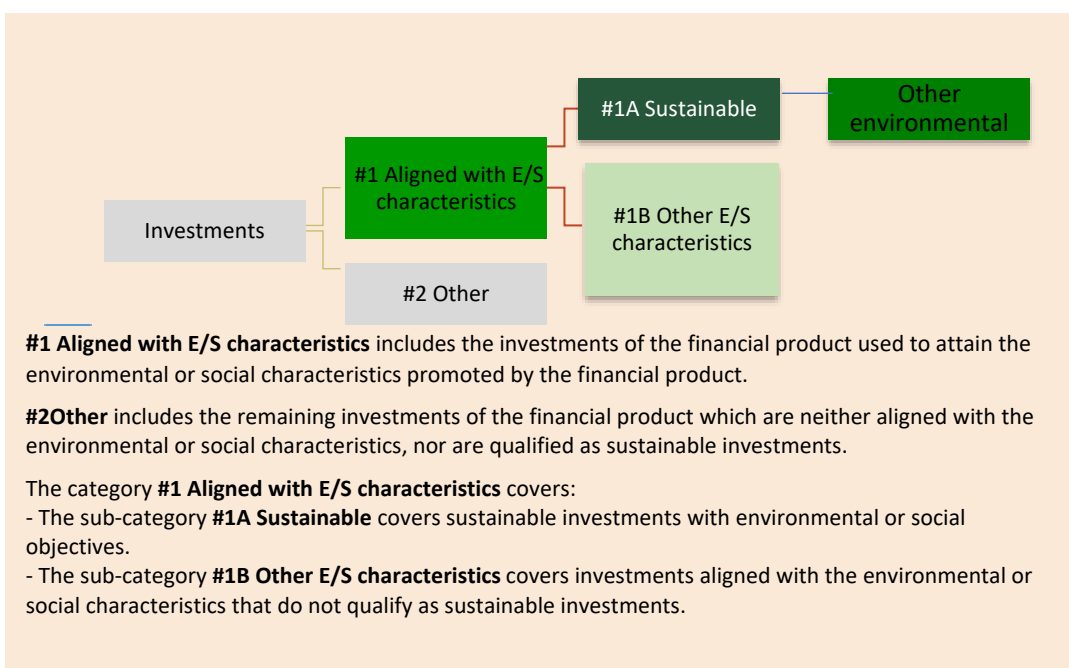 #1A Sustainable
Other
environmental
#1 Aligned with E/S
characteristics
#1B Other E/S
characteristics
Investments
#2 Other
#1 Aligned with E/S characteristics includes the investments of the financial product used to attain the
environmental or social characteristics promoted by the financial product.
#2Other includes the remaining investments of the financial product which are neither aligned with the
environmental or social characteristics, nor are qualified as sustainable investments.
The category #1 Aligned with E/S characteristics covers:
- The sub-category #1A Sustainable covers sustainable investments with environmental or social
objectives.
- The sub-category #1B Other E/S characteristics covers investments aligned with the environmental or
social characteristics that do not qualify as sustainable investments.